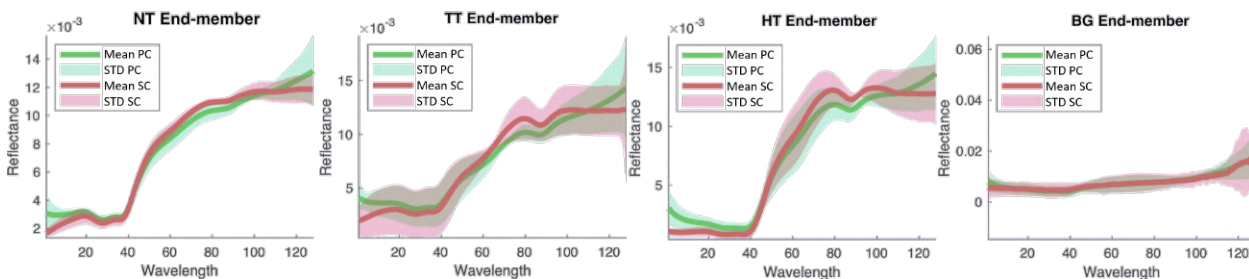 NT End-member
×10⁻³
Reflectance
14
12
10
8
6
4
2
Mean PC
STD PC
Mean SC
STD SC
20 40 60 80 100 120
Wavelength
TT End-member
×10⁻³
Reflectance
15
10
5
Mean PC
STD PC
Mean SC
STD SC
20 40 60 80 100 120
Wavelength
HT End-member
×10⁻³
Reflectance
15
10
5
Mean PC
STD PC
Mean SC
STD SC
20 40 60 80 100 120
Wavelength
BG End-member
Reflectance
0.06
0.04
0.02
0
Mean PC
STD PC
Mean SC
STD SC
20 40 60 80 100 120
Wavelength